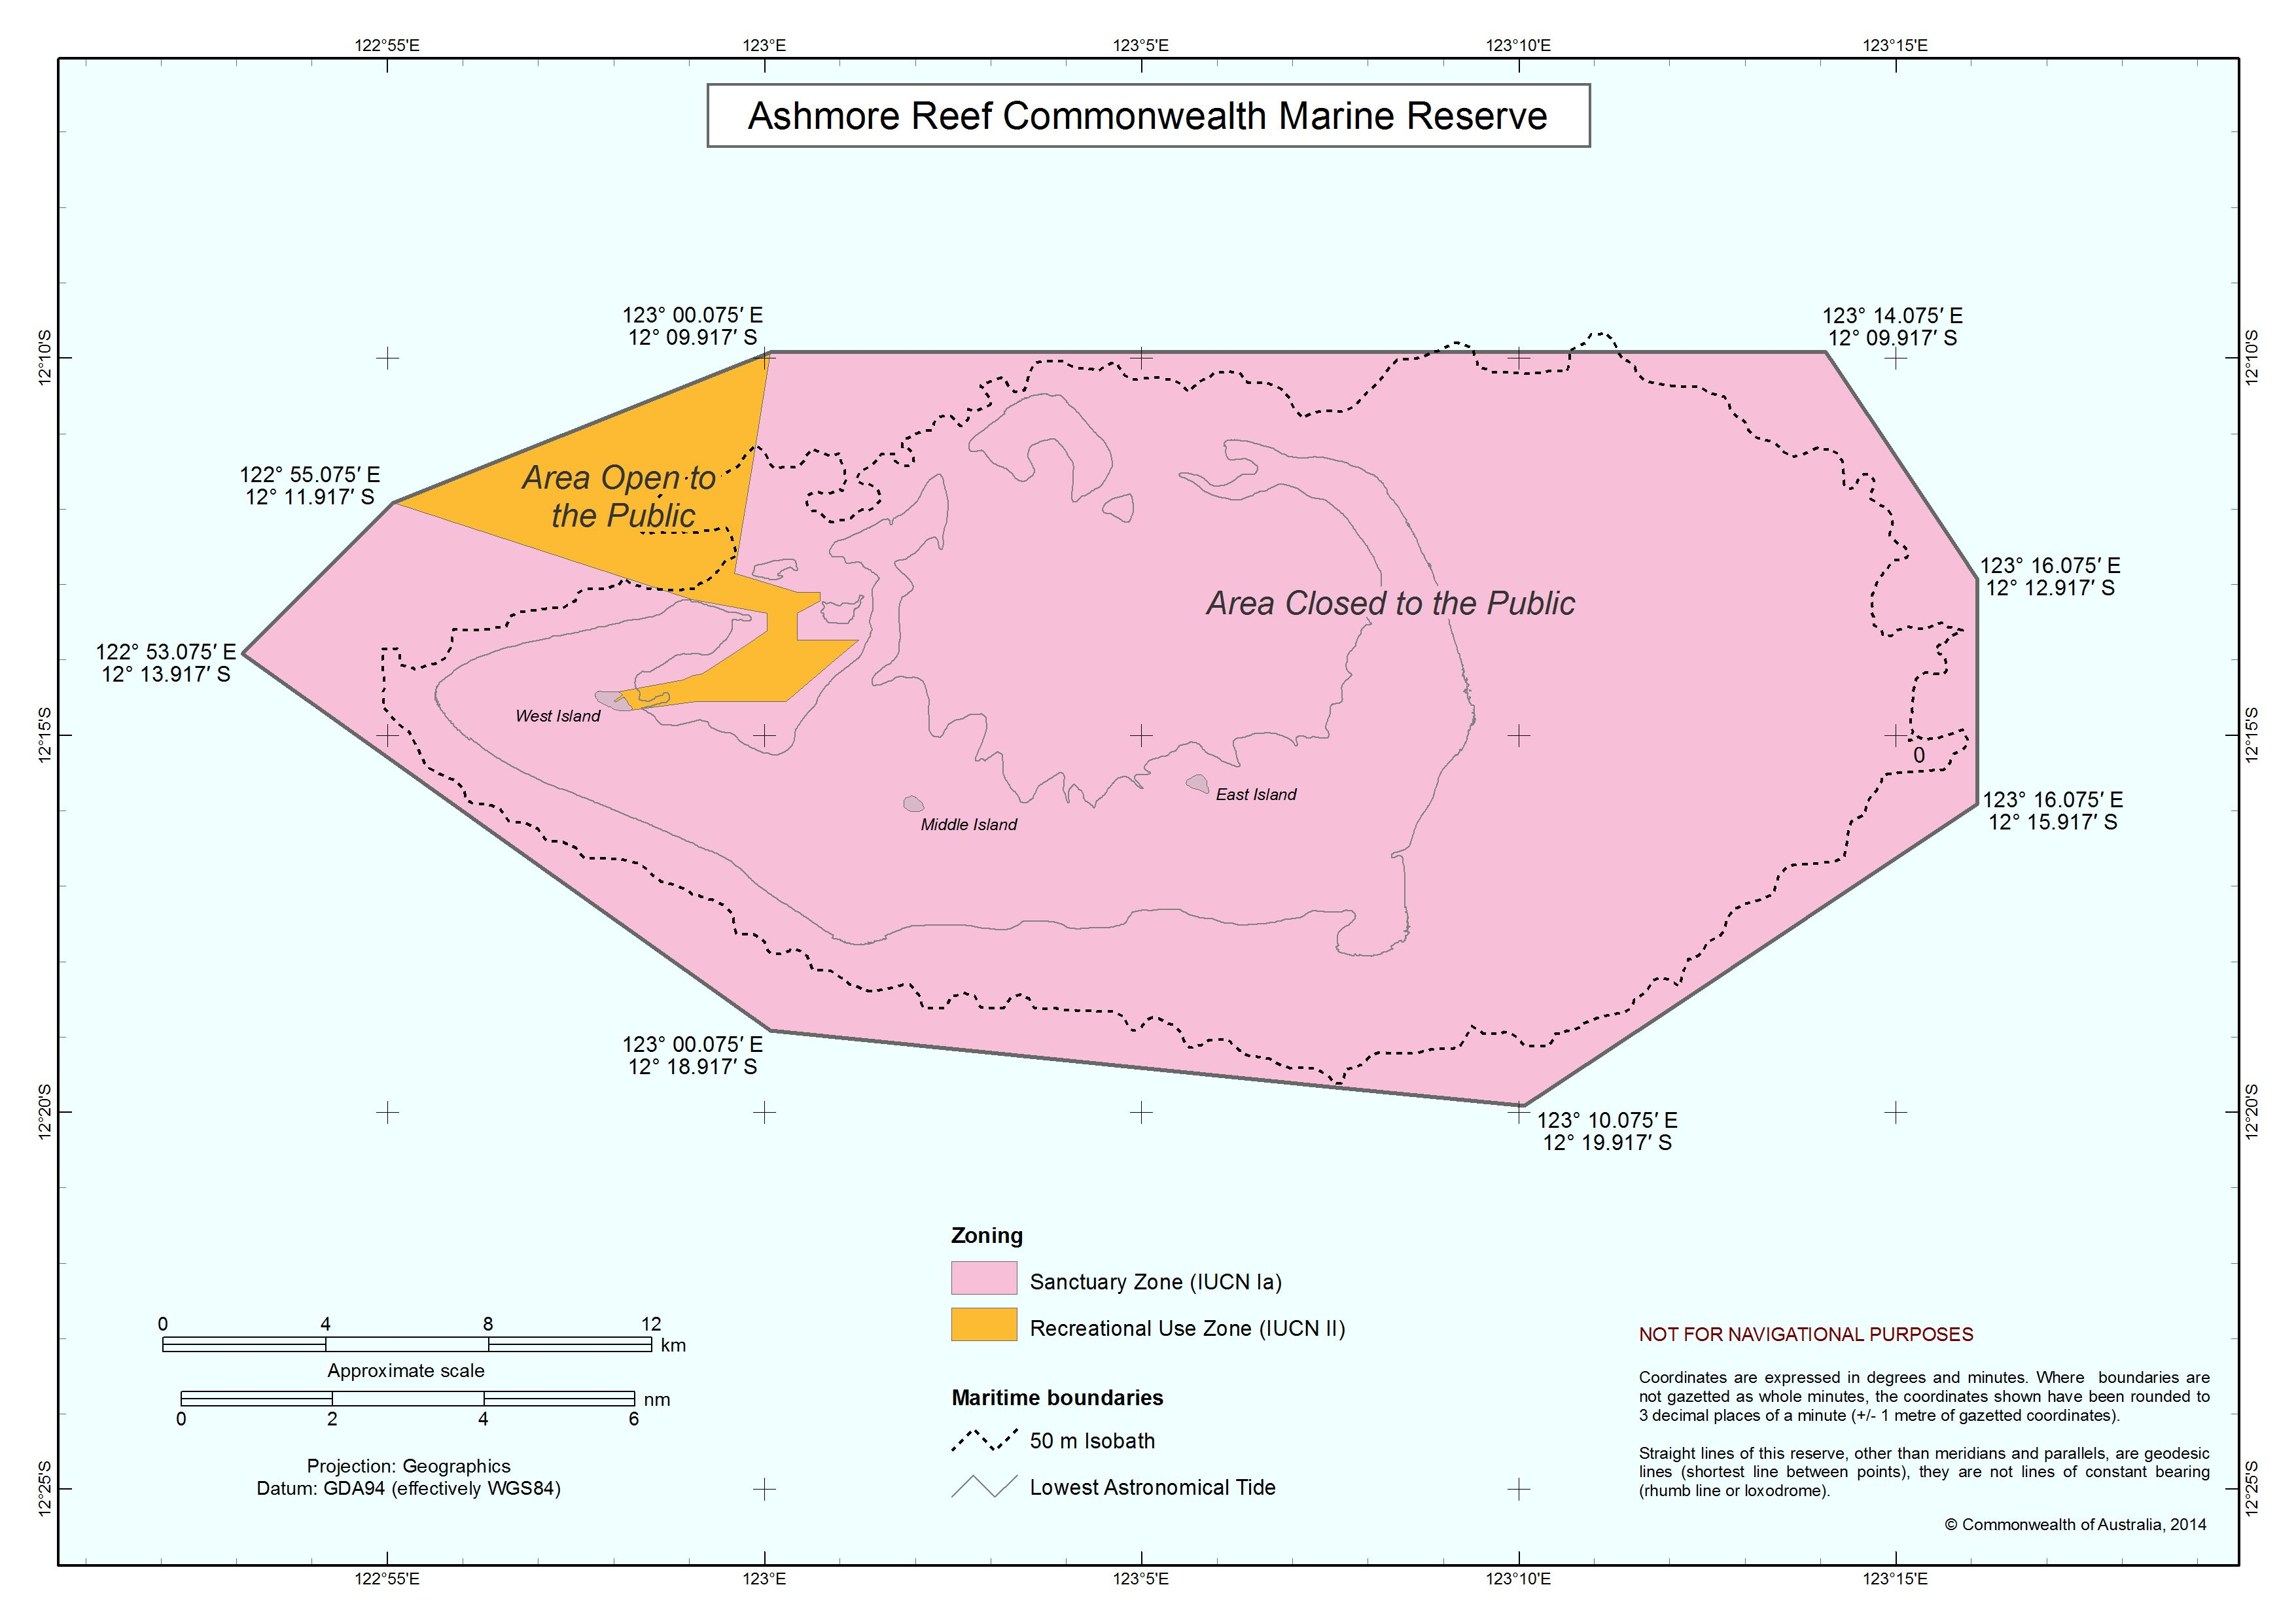 122°55'E 123°E 123°5'E 123°10'E 123°15'E
Ashmore Reef Commonwealth Marine Reserve
123° 00.075′ E
12° 09.917′ S
123° 14.075′ E
12° 09.917′ S
12°10'S
12°10'S
122° 55.075′ E
12° 11.917′ S
Area Open to
the Public
123° 16.075′ E
12° 12.917′ S
Area Closed to the Public
122° 53.075′ E
12° 13.917′ S
West Island
12°15'S
12°15'S
0
East Island
Middle Island
123° 16.075′ E
12° 15.917′ S
123° 00.075′ E
12° 18.917′ S
12°20'S
12°20'S
123° 10.075′ E
12° 19.917′ S
Zoning
Sanctuary Zone (IUCN Ia)
Recreational Use Zone (IUCN II)
Maritime boundaries
50 m Isobath
Lowest Astronomical Tide
0 4 8 12
km
Approximate scale
nm
0 2 4 6
Projection: Geographics
Datum: GDA94 (effectively WGS84)
NOT FOR NAVIGATIONAL PURPOSES
Coordinates are expressed in degrees and minutes. Where boundaries are
not gazetted as whole minutes, the coordinates shown have been rounded to
3 decimal places of a minute (+/- 1 metre of gazetted coordinates).
Straight lines of this reserve, other than meridians and parallels, are geodesic
lines (shortest line between points), they are not lines of constant bearing
(rhumb line or loxodrome).
© Commonwealth of Australia, 2014
12°25'S
12°25'S
122°55'E 123°E 123°5'E 123°10'E 123°15'E